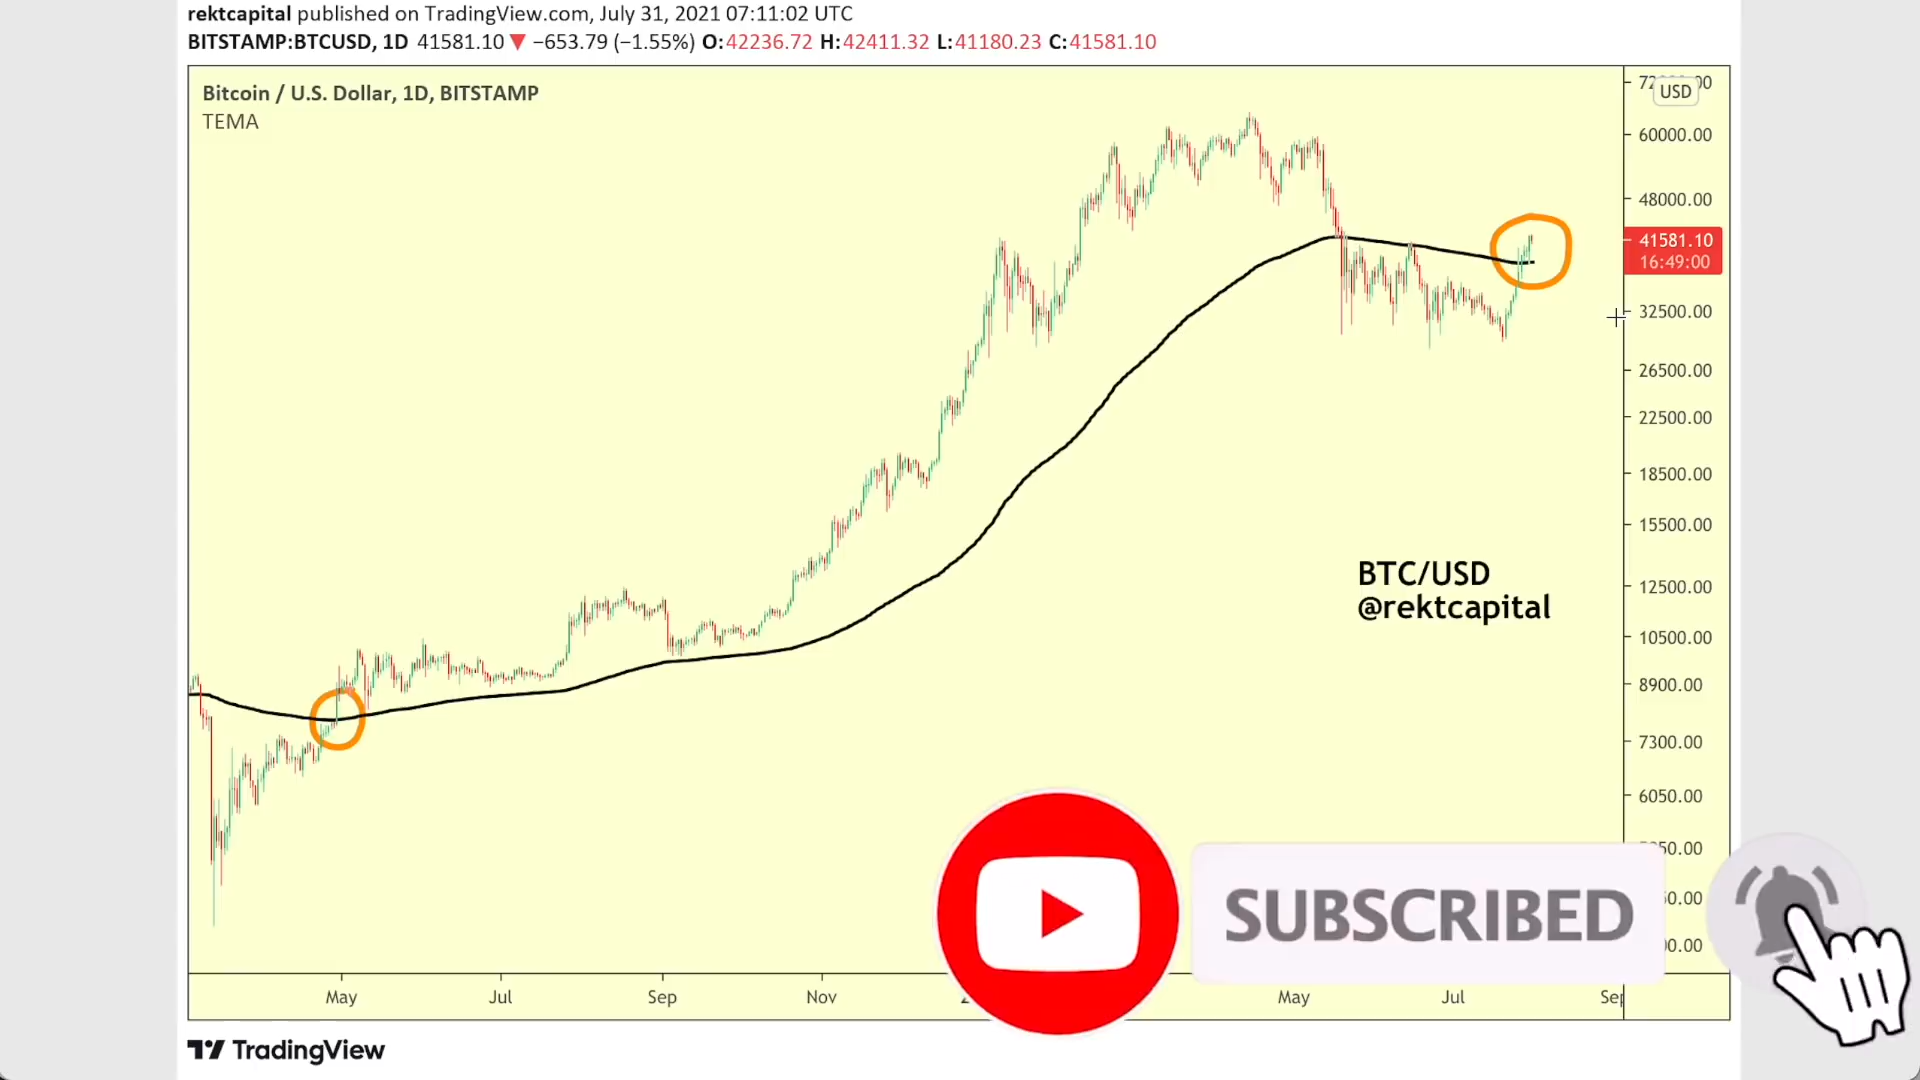 rektcapital published on TradingView.com, July 31, 2021 07:11:02 UTC
BITSTAMP:BTCUSD, 1D 41581.10 ▼ −653.79 (−1.55%) O:42236.72 H:42411.32 L:41180.23 C:41581.10
Bitcoin / U.S. Dollar, 1D, BITSTAMP
TEMA
USD
60000.00
48000.00
41581.10
16:49:00
32500.00
26500.00
22500.00
18500.00
15500.00
12500.00
10500.00
8900.00
7300.00
6050.00
BTC/USD
@rektcapital
SUBSCRIBED
May Jul Sep Nov May Jul Sep
TradingView